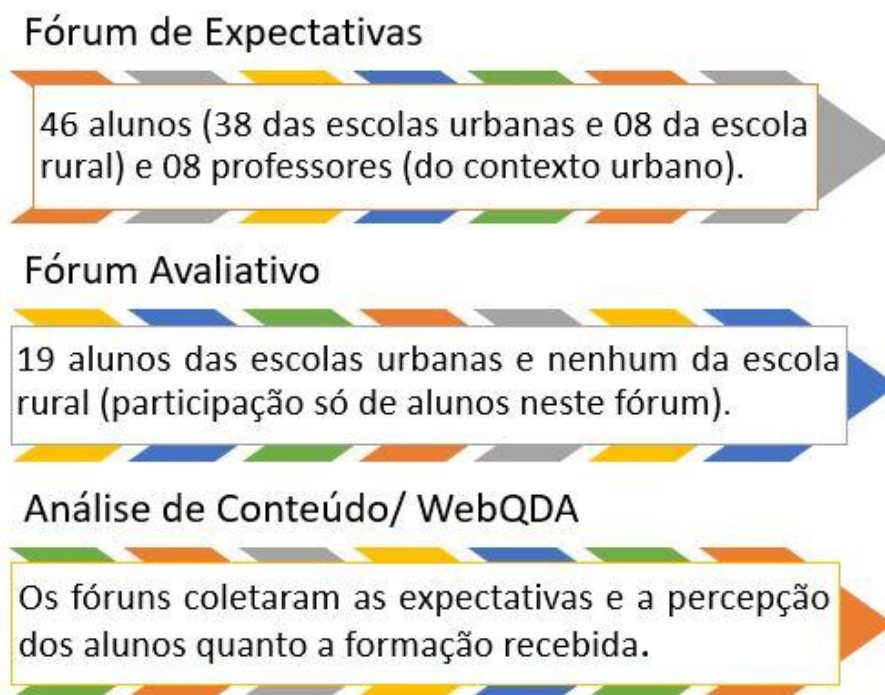 Fórum de Expectativas
46 alunos (38 das escolas urbanas e 08 da escola
rural) e 08 professores (do contexto urbano).
Fórum Avaliativo
19 alunos das escolas urbanas e nenhum da escola
rural (participação só de alunos neste fórum).
Análise de Conteúdo/ WebQDA
Os fóruns coletaram as expectativas e a percepção
dos alunos quanto a formação recebida.